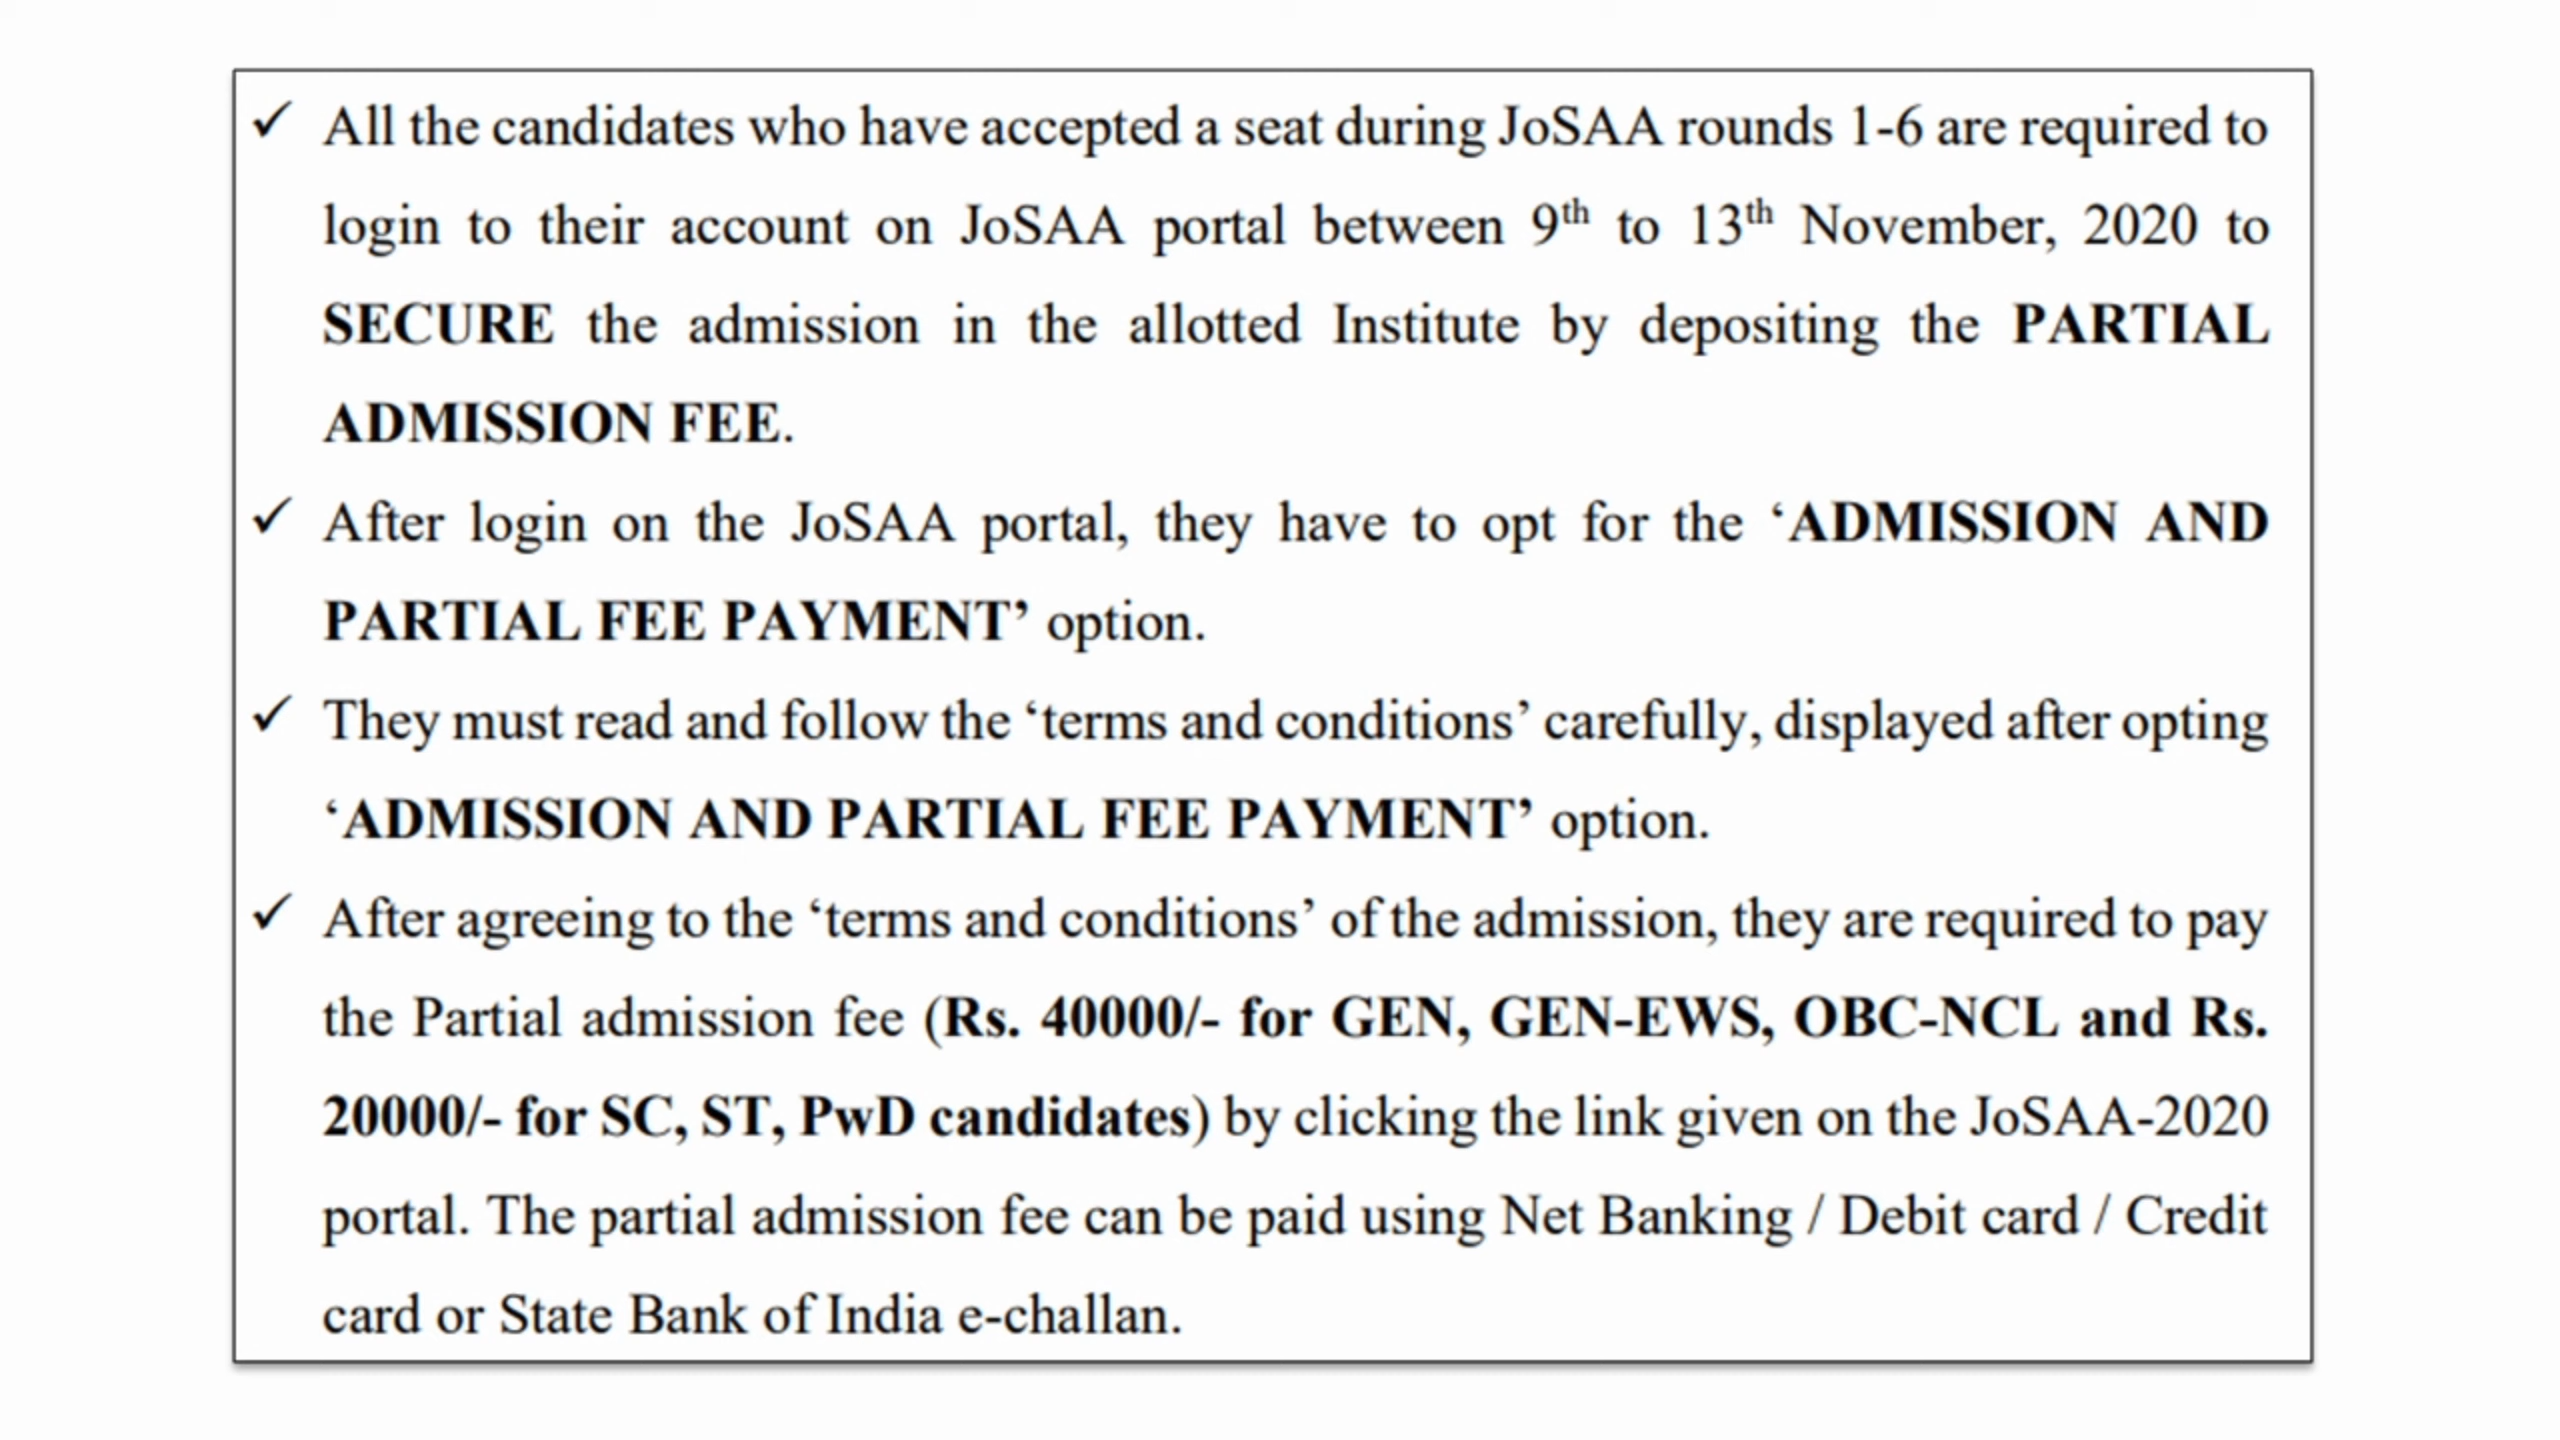 ✓ All the candidates who have accepted a seat during JoSAA rounds 1-6 are required to
login to their account on JoSAA portal between 9th to 13th November, 2020 to
SECURE the admission in the allotted Institute by depositing the PARTIAL
ADMISSION FEE.
✓ After login on the JoSAA portal, they have to opt for the ‘ADMISSION AND
PARTIAL FEE PAYMENT’ option.
✓ They must read and follow the ‘terms and conditions’ carefully, displayed after opting
‘ADMISSION AND PARTIAL FEE PAYMENT’ option.
✓ After agreeing to the ‘terms and conditions’ of the admission, they are required to pay
the Partial admission fee (Rs. 40000/- for GEN, GEN-EWS, OBC-NCL and Rs.
20000/- for SC, ST, PwD candidates) by clicking the link given on the JoSAA-2020
portal. The partial admission fee can be paid using Net Banking / Debit card / Credit
card or State Bank of India e-challan.